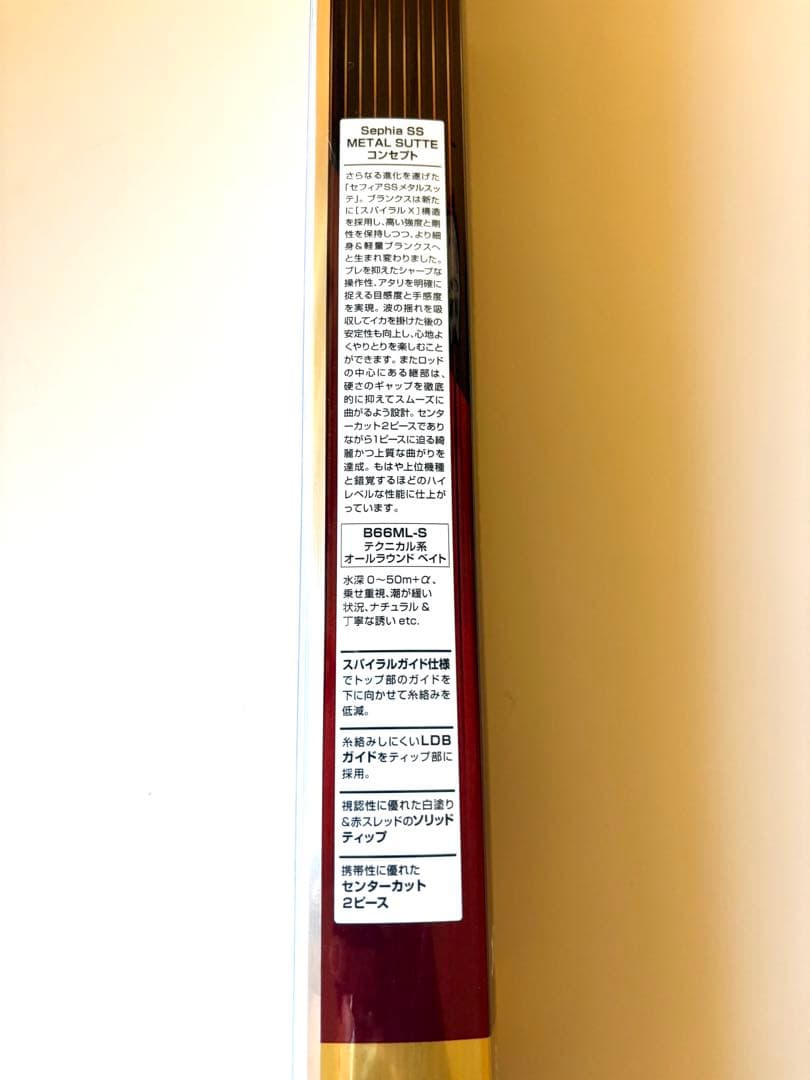 Sephia SS
METAL SUTTE
コンセプト
さらなる進化を遂げた
「セフィアSSメタルスッ
テ」。ブランクスは新た
に[スパイラルX]構造
を採用し、高い強度と剛
性を保持しつつ、より細
身&軽量ブランクスへ
と生まれ変わりました。
ブレを抑えたシャープな
操作性、アタリを明確に
捉える目感度と手感度
を実現。波の揺れを吸
収してイカを掛けた後の
安定性も向上し、心地よ
くやりとりを楽しむこと
ができます。またロッド
の中心にある継部は、
硬さのギャップを徹底
的に抑えてスムーズに
曲がるよう設計。センタ
ーカット2ピースであり
ながら1ピースに迫る綺
麗かつ上質な曲がりを
達成。もはや上位機種
と錯覚するほどのハイ
レベルな性能に仕上が
っています。
B66ML-S
テクニカル系
オールラウンド ベイト
水深0〜50m+α、
乗せ重視、潮が緩い
状況、ナチュラル&
丁寧な誘い etc.
スパイラルガイド仕様
でトップ部のガイドを
下に向かせて糸絡みを
低減。
糸絡みしにくいLDB
ガイドをティップ部に
採用。
視認性に優れた白塗り
&赤スレッドのソリッド
ティップ
携帯性に優れた
センターカット
2ピース